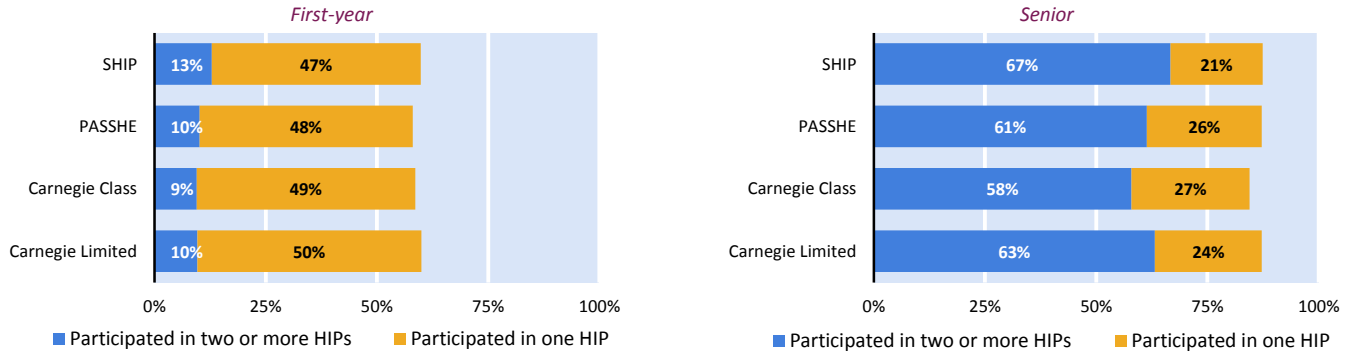 First-year
SHIP 13% 47%
PASSHE 10% 48%
Carnegie Class 9% 49%
Carnegie Limited 10% 50%
0% 25% 50% 75% 100%
Participated in two or more HIPs Participated in one HIP
Senior
SHIP 67% 21%
PASSHE 61% 26%
Carnegie Class 58% 27%
Carnegie Limited 63% 24%
0% 25% 50% 75% 100%
Participated in two or more HIPs Participated in one HIP